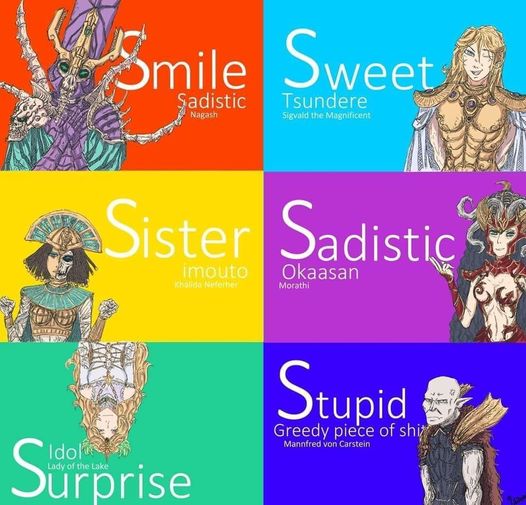 Smile
Sadistic
Nagash
Sweet
Tsundere
Sigvald the Magnificent
Sister
imouto
Khalida Neferher
Sadistic
Okaasan
Morathi
Idol
Lady of the Lake
Surprise
Stupid
Greedy piece of shi
Mannfred von Carstein